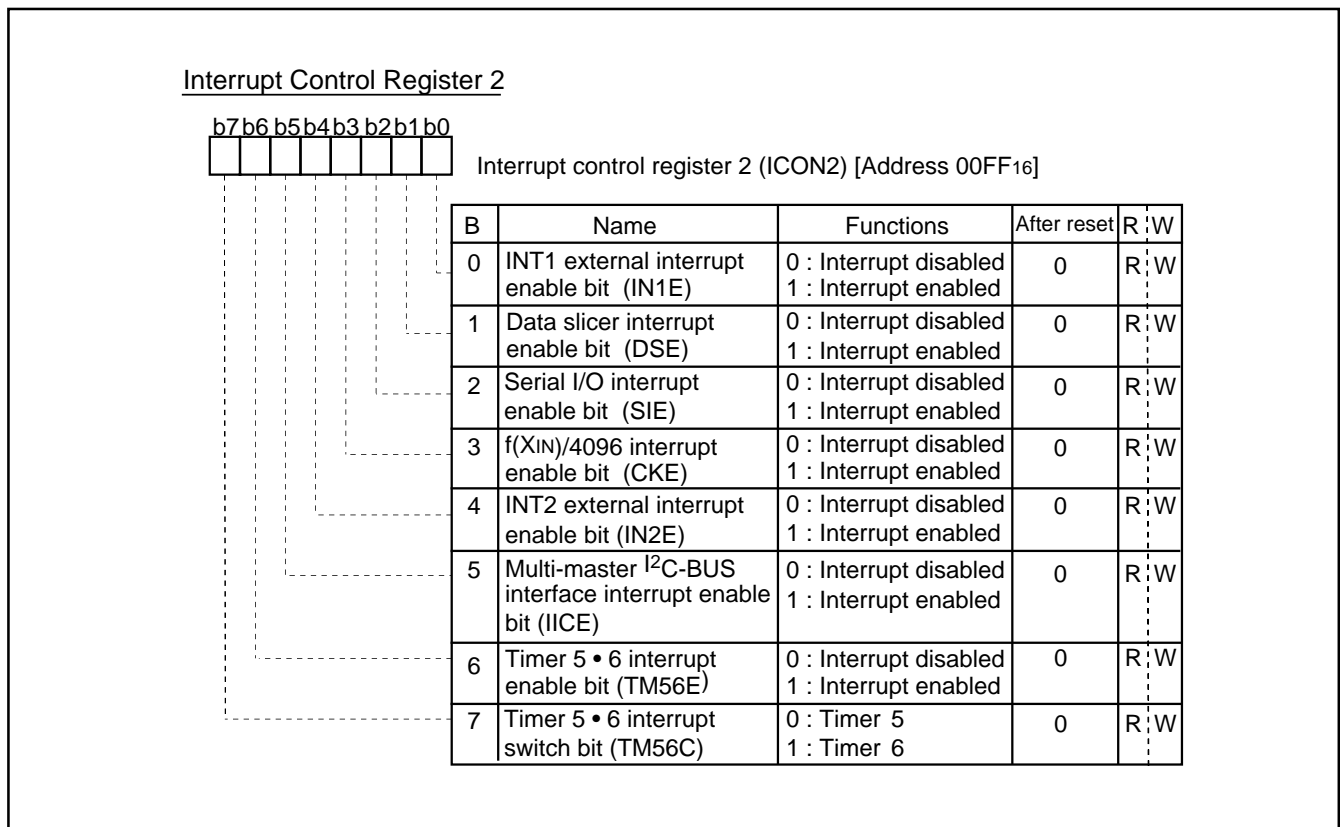 Interrupt Control Register 2
b7 b6 b5 b4 b3 b2 b1 b0
Interrupt control register 2 (ICON2) [Address 00FF16]
B Name Functions After reset R W
0 INT1 external interrupt enable bit (IN1E) 0 : Interrupt disabled 1 : Interrupt enabled 0 R W
1 Data slicer interrupt enable bit (DSE) 0 : Interrupt disabled 1 : Interrupt enabled 0 R W
2 Serial I/O interrupt enable bit (SIE) 0 : Interrupt disabled 1 : Interrupt enabled 0 R W
3 f(XIN)/4096 interrupt enable bit (CKE) 0 : Interrupt disabled 1 : Interrupt enabled 0 R W
4 INT2 external interrupt enable bit (IN2E) 0 : Interrupt disabled 1 : Interrupt enabled 0 R W
5 Multi-master I2C-BUS interface interrupt enable bit (IICE) 0 : Interrupt disabled 1 : Interrupt enabled 0 R W
6 Timer 5 • 6 interrupt enable bit (TM56E) 0 : Interrupt disabled 1 : Interrupt enabled 0 R W
7 Timer 5 • 6 interrupt switch bit (TM56C) 0 : Timer 5 1 : Timer 6 0 R W